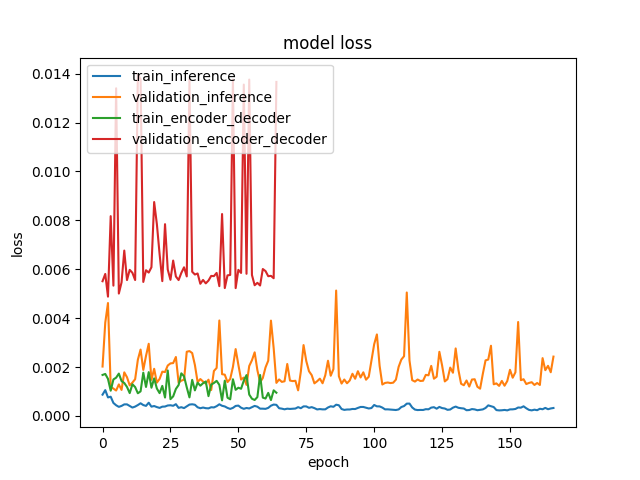 model loss
train_inference
validation_inference
train_encoder_decoder
validation_encoder_decoder
0.014
0.012
0.010
0.008
0.006
0.004
0.002
0.000
loss
0 25 50 75 100 125 150
epoch